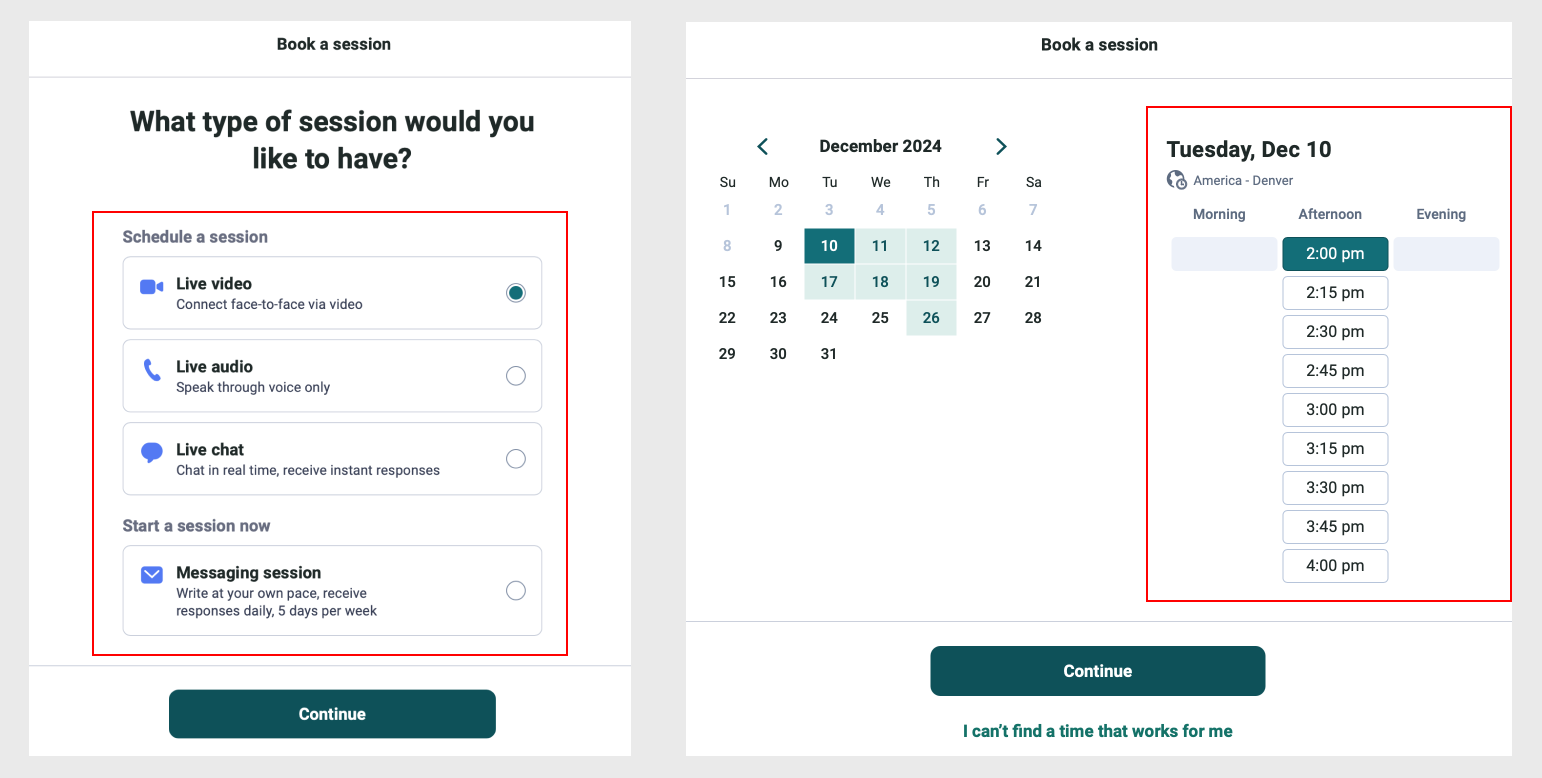 Book a session
What type of session would you
like to have?
Schedule a session
Live video
Connect face-to-face via video
Live audio
Speak through voice only
Live chat
Chat in real time, receive instant responses
Start a session now
Messaging session
Write at your own pace, receive
responses daily, 5 days per week
Continue
Book a session
December 2024
Su Mo Tu We Th Fr Sa
1 2 3 4 5 6 7
8 9 10 11 12 13 14
15 16 17 18 19 20 21
22 23 24 25 26 27 28
29 30 31
Tuesday, Dec 10
America - Denver
Morning Afternoon Evening
2:00 pm
2:15 pm
2:30 pm
2:45 pm
3:00 pm
3:15 pm
3:30 pm
3:45 pm
4:00 pm
Continue
I can’t find a time that works for me